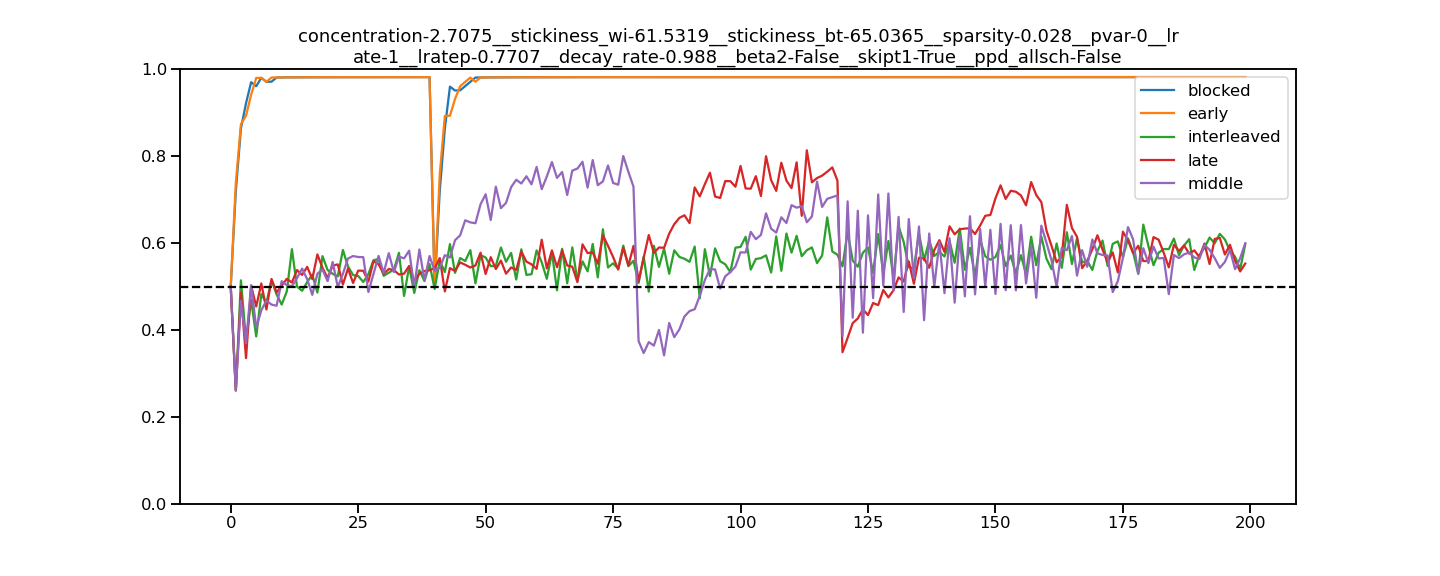 concentration-2.7075__stickiness_wi-61.5319__stickiness_bt-65.0365__sparsity-0.028__pvar-0__lr
ate-1__lratep-0.7707__decay_rate-0.988__beta2-False__skipt1-True__ppd_allsch-False
1.0
0.8
0.6
0.4
0.2
0.0
blocked
early
interleaved
late
middle
0 25 50 75 100 125 150 175 200